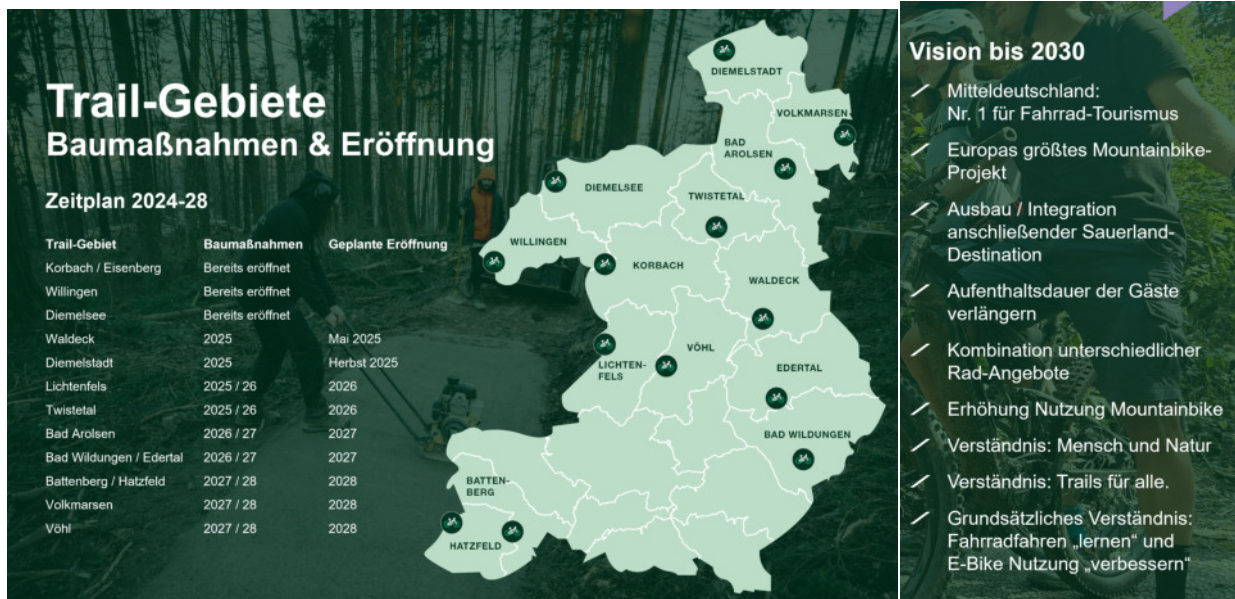 Trail-Gebiete
Baumaßnahmen & Eröffnung
Zeitplan 2024-28
Trail-Gebiet Baumaßnahmen Geplante Eröffnung
Korbach / Eisenberg Bereits eröffnet
Willingen Bereits eröffnet
Diemelsee Bereits eröffnet
Waldeck 2025 Mai 2025
Diemelstadt 2025 Herbst 2025
Lichtenfels 2025 / 26 2026
Twistetal 2025 / 26 2026
Bad Arolsen 2026 / 27 2027
Bad Wildungen / Edertal 2026 / 27 2027
Battenberg / Hatzfeld 2027 / 28 2028
Volkmarsen 2027 / 28 2028
Vöhl 2027 / 28 2028
DIEMELSTADT
VOLKMARSEN
BAD
AROLSEN
DIEMELSEE
TWISTETAL
WILLINGEN
KORBACH
WALDECK
VÖHL
LICHTEN-
FELS
EDERTAL
BAD WILDUNGEN
BATTEN-
BERG
HATZFELD
Vision bis 2030
Mitteldeutschland:
Nr. 1 für Fahrrad-Tourismus
Europas größtes Mountainbike-
Projekt
Ausbau / Integration
anschließender Sauerland-
Destination
Aufenthaltsdauer der Gäste
verlängern
Kombination unterschiedlicher
Rad-Angebote
Erhöhung Nutzung Mountainbike
Verständnis: Mensch und Natur
Verständnis: Trails für alle.
Grundsätzliches Verständnis:
Fahrradfahren „lernen“ und
E-Bike Nutzung „verbessern“